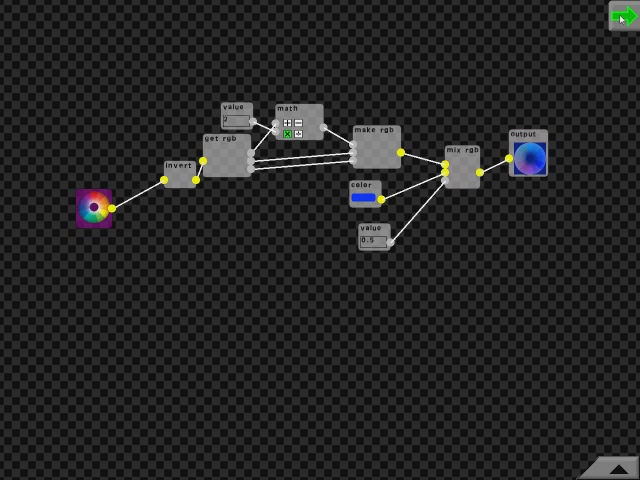 value
2
math
get rgb
make rgb
invert
mix rgb
output
color
value
0.5